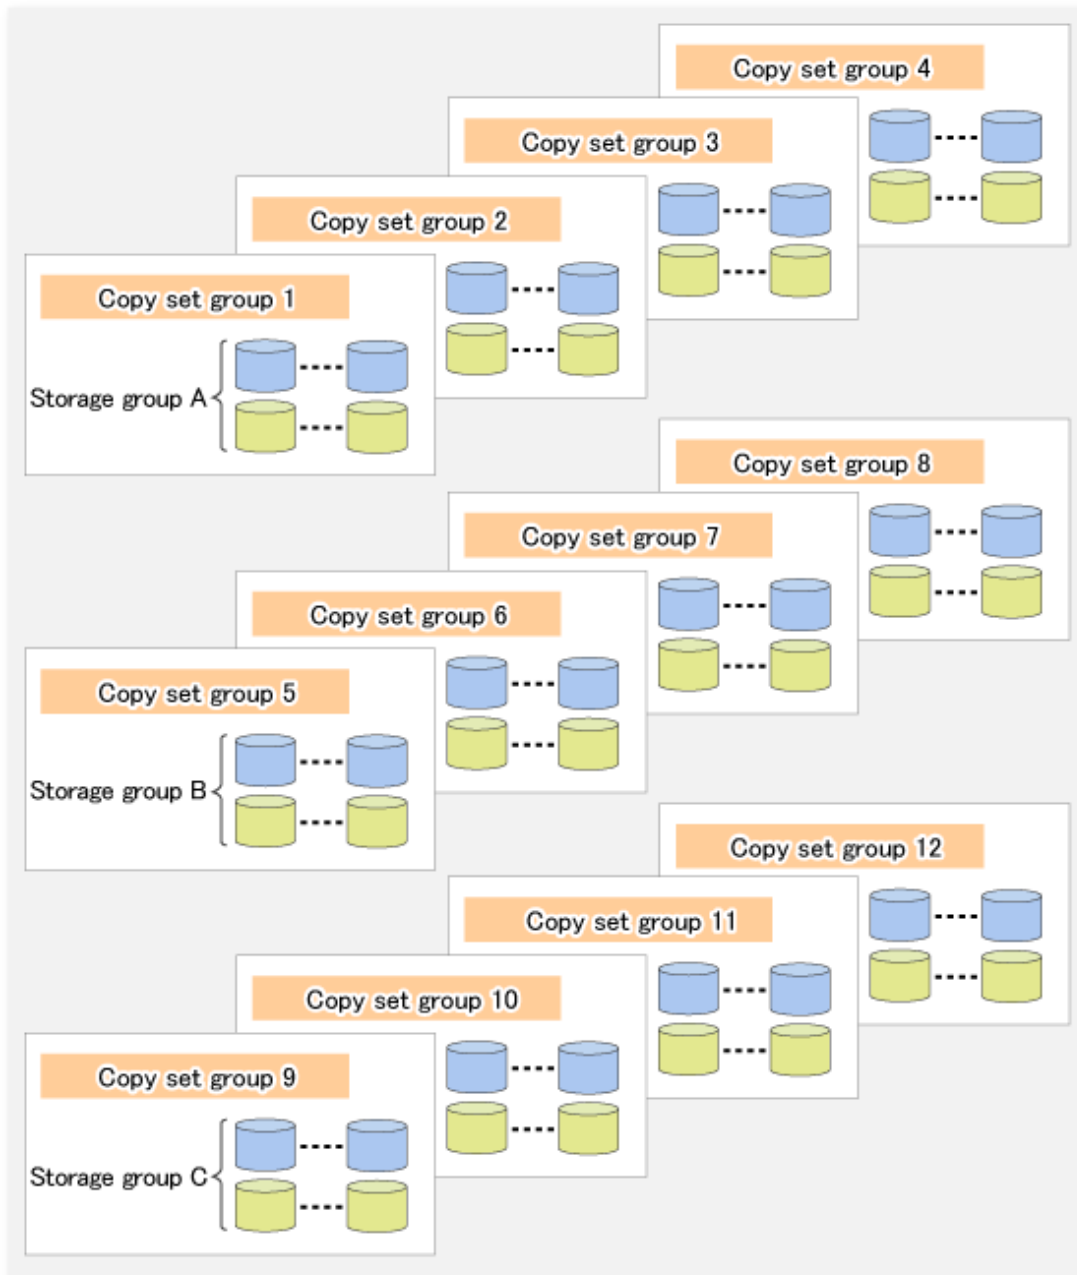 Copy set group 4
Copy set group 3
Copy set group 2
Copy set group 1
Storage group A
Copy set group 8
Copy set group 7
Copy set group 6
Copy set group 5
Storage group B
Copy set group 12
Copy set group 11
Copy set group 10
Copy set group 9
Storage group C